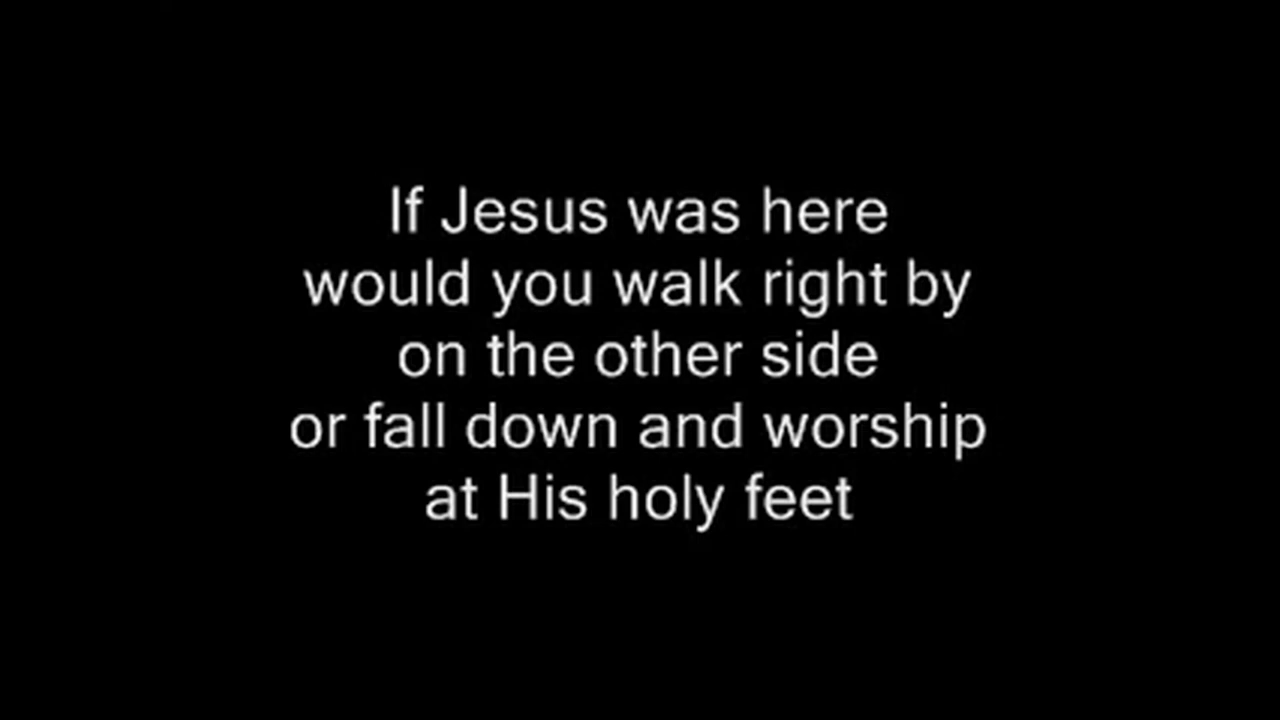 If Jesus was here
would you walk right by
on the other side
or fall down and worship
at His holy feet